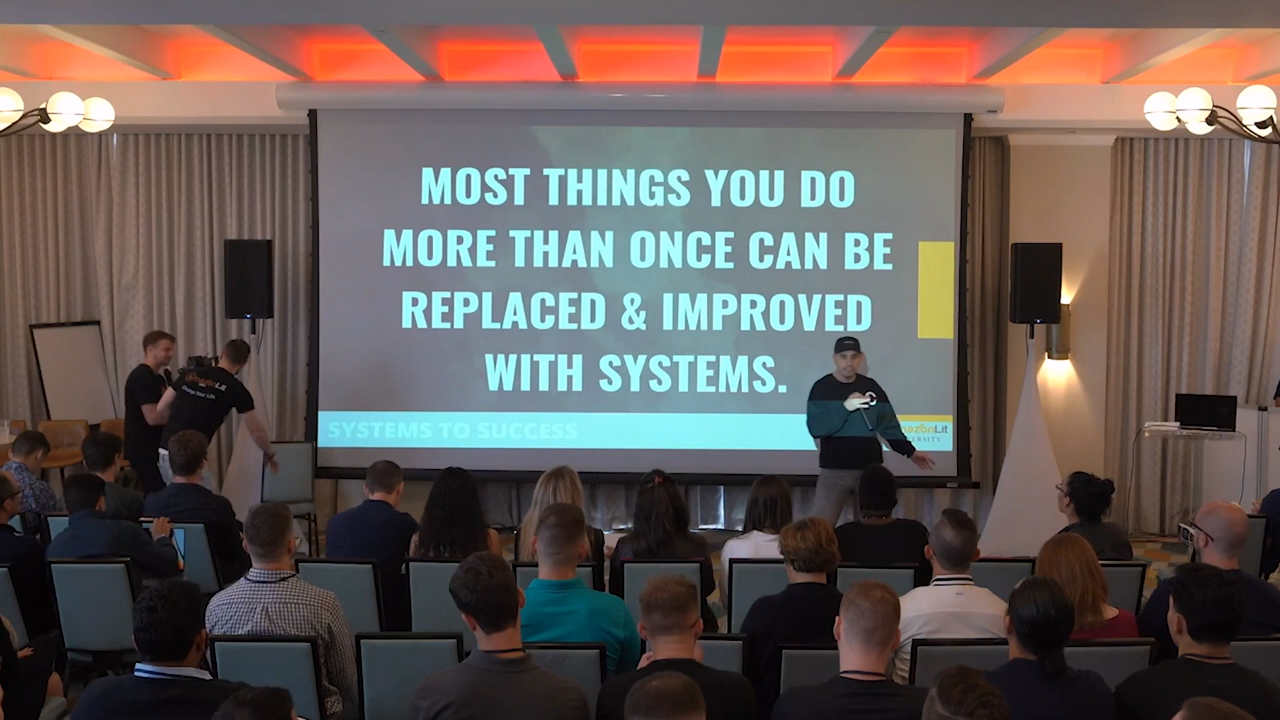 MOST THINGS YOU DO
MORE THAN ONCE CAN BE
REPLACED & IMPROVED
WITH SYSTEMS.
SYSTEMS TO SUCCESS